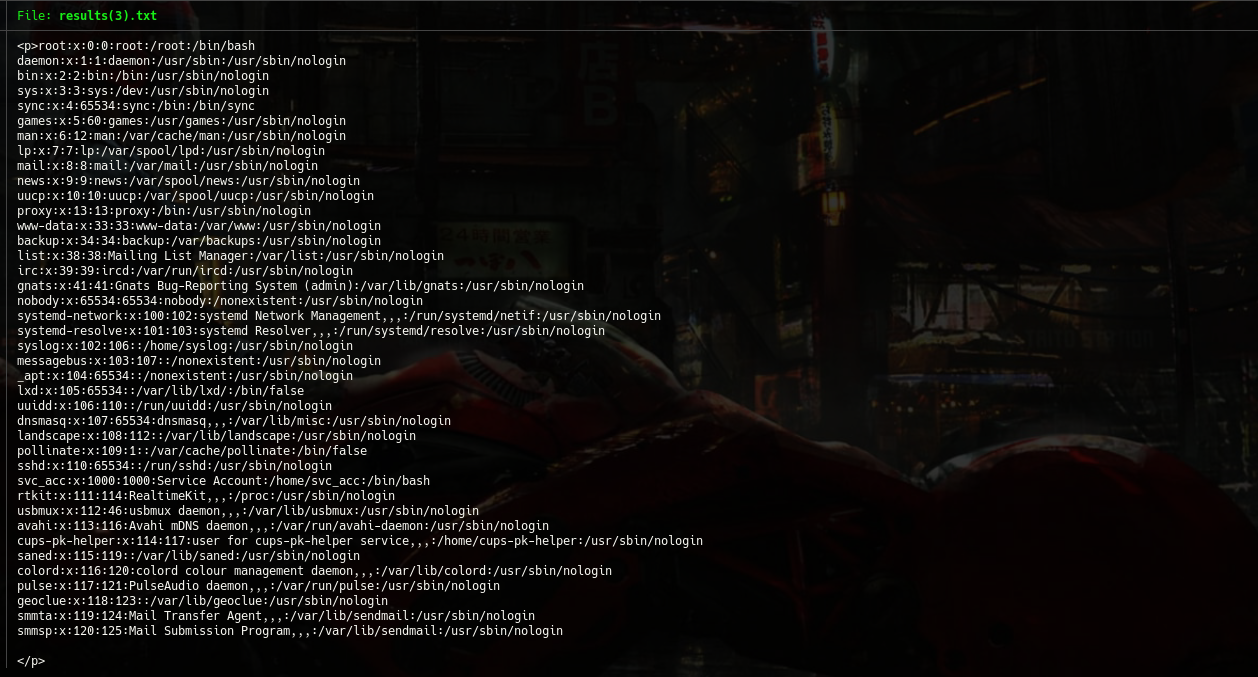 File: results(3).txt
<p>root:x:0:0:root:/root:/bin/bash
daemon:x:1:1:daemon:/usr/sbin:/usr/sbin/nologin
bin:x:2:2:bin:/bin:/usr/sbin/nologin
sys:x:3:3:sys:/dev:/usr/sbin/nologin
sync:x:4:65534:sync:/bin:/bin/sync
games:x:5:60:games:/usr/games:/usr/sbin/nologin
man:x:6:12:man:/var/cache/man:/usr/sbin/nologin
lp:x:7:7:lp:/var/spool/lpd:/usr/sbin/nologin
mail:x:8:8:mail:/var/mail:/usr/sbin/nologin
news:x:9:9:news:/var/spool/news:/usr/sbin/nologin
uucp:x:10:10:uucp:/var/spool/uucp:/usr/sbin/nologin
proxy:x:13:13:proxy:/bin:/usr/sbin/nologin
www-data:x:33:33:www-data:/var/www:/usr/sbin/nologin
backup:x:34:34:backup:/var/backups:/usr/sbin/nologin
list:x:38:38:Mailing List Manager:/var/list:/usr/sbin/nologin
irc:x:39:39:ircd:/var/run/ircd:/usr/sbin/nologin
gnats:x:41:41:Gnats Bug-Reporting System (admin):/var/lib/gnats:/usr/sbin/nologin
nobody:x:65534:65534:nobody:/nonexistent:/usr/sbin/nologin
systemd-network:x:100:102:systemd Network Management,,,:/run/systemd/netif:/usr/sbin/nologin
systemd-resolve:x:101:103:systemd Resolver,,,:/run/systemd/resolve:/usr/sbin/nologin
syslog:x:102:106::/home/syslog:/usr/sbin/nologin
messagebus:x:103:107::/nonexistent:/usr/sbin/nologin
_apt:x:104:65534::/nonexistent:/usr/sbin/nologin
lxd:x:105:65534::/var/lib/lxd/:/bin/false
uuidd:x:106:110::/run/uuidd:/usr/sbin/nologin
dnsmasq:x:107:65534:dnsmasq,,,:/var/lib/misc:/usr/sbin/nologin
landscape:x:108:112::/var/lib/landscape:/usr/sbin/nologin
pollinate:x:109:1::/var/cache/pollinate:/bin/false
sshd:x:110:65534::/run/sshd:/usr/sbin/nologin
svc_acc:x:1000:1000:Service Account:/home/svc_acc:/bin/bash
rtkit:x:111:114:RealtimeKit,,,:/proc:/usr/sbin/nologin
usbmux:x:112:46:usbmux daemon,,,:/var/lib/usbmux:/usr/sbin/nologin
avahi:x:113:116:Avahi mDNS daemon,,,:/var/run/avahi-daemon:/usr/sbin/nologin
cups-pk-helper:x:114:117:user for cups-pk-helper service,,,:/home/cups-pk-helper:/usr/sbin/nologin
saned:x:115:119::/var/lib/saned:/usr/sbin/nologin
colord:x:116:120:colord colour management daemon,,,:/var/lib/colord:/usr/sbin/nologin
pulse:x:117:121:PulseAudio daemon,,,:/var/run/pulse:/usr/sbin/nologin
geoclue:x:118:123::/var/lib/geoclue:/usr/sbin/nologin
smmta:x:119:124:Mail Transfer Agent,,,:/var/lib/sendmail:/usr/sbin/nologin
smmsp:x:120:125:Mail Submission Program,,,:/var/lib/sendmail:/usr/sbin/nologin
</p>
24時間営業